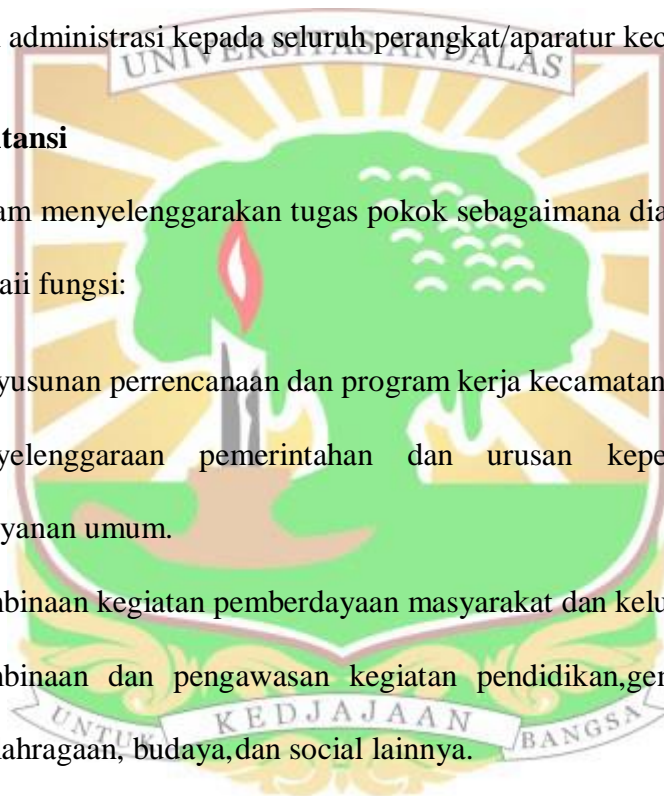 administrasi kepada seluruh perangkat/aparatur kec
UNIVERSITAS ANDALAS
tansi
am menyelenggarakan tugas pokok sebagaimana dia
aii fungsi:
yusunan perrencanaan dan program kerja kecamatan
yelenggaraan pemerintahan dan urusan kepe
yanan umum.
binaan kegiatan pemberdayaan masyarakat dan kelu
binaan dan pengawasan kegiatan pendidikan,gen
UNTUK KEDJAJAAN BANGSA
ahragaan, budaya,dan social lainnya.